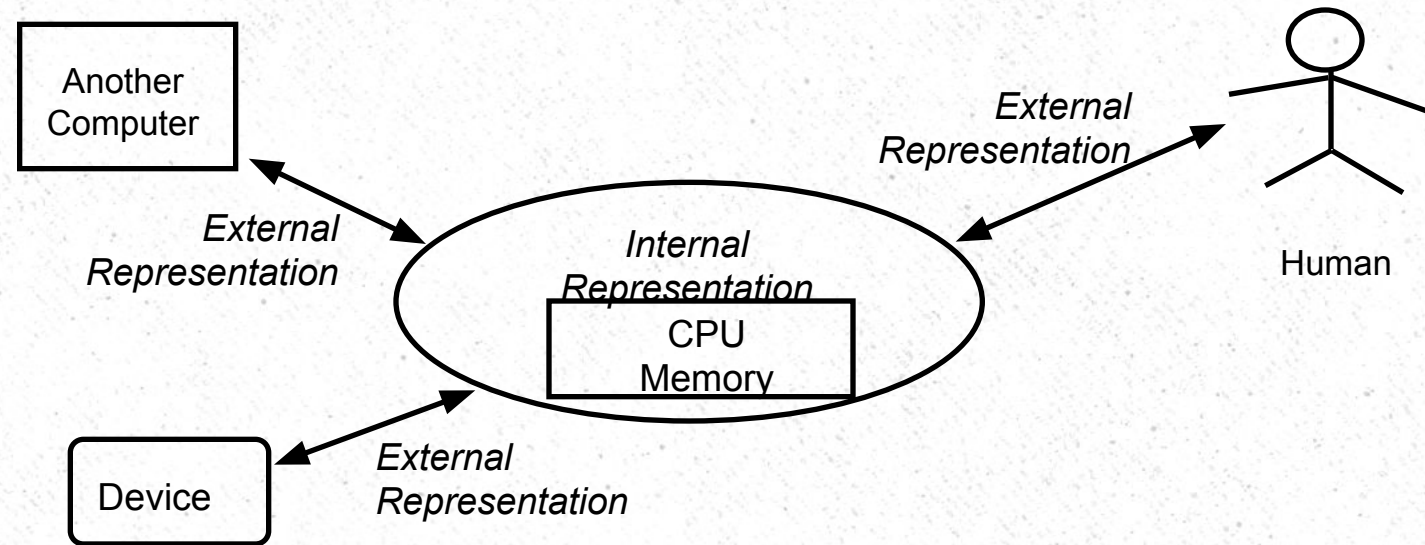 Another
Computer
External
Representation
External
Representation
Internal
Representation
CPU
Memory
Human
Device
External
Representation